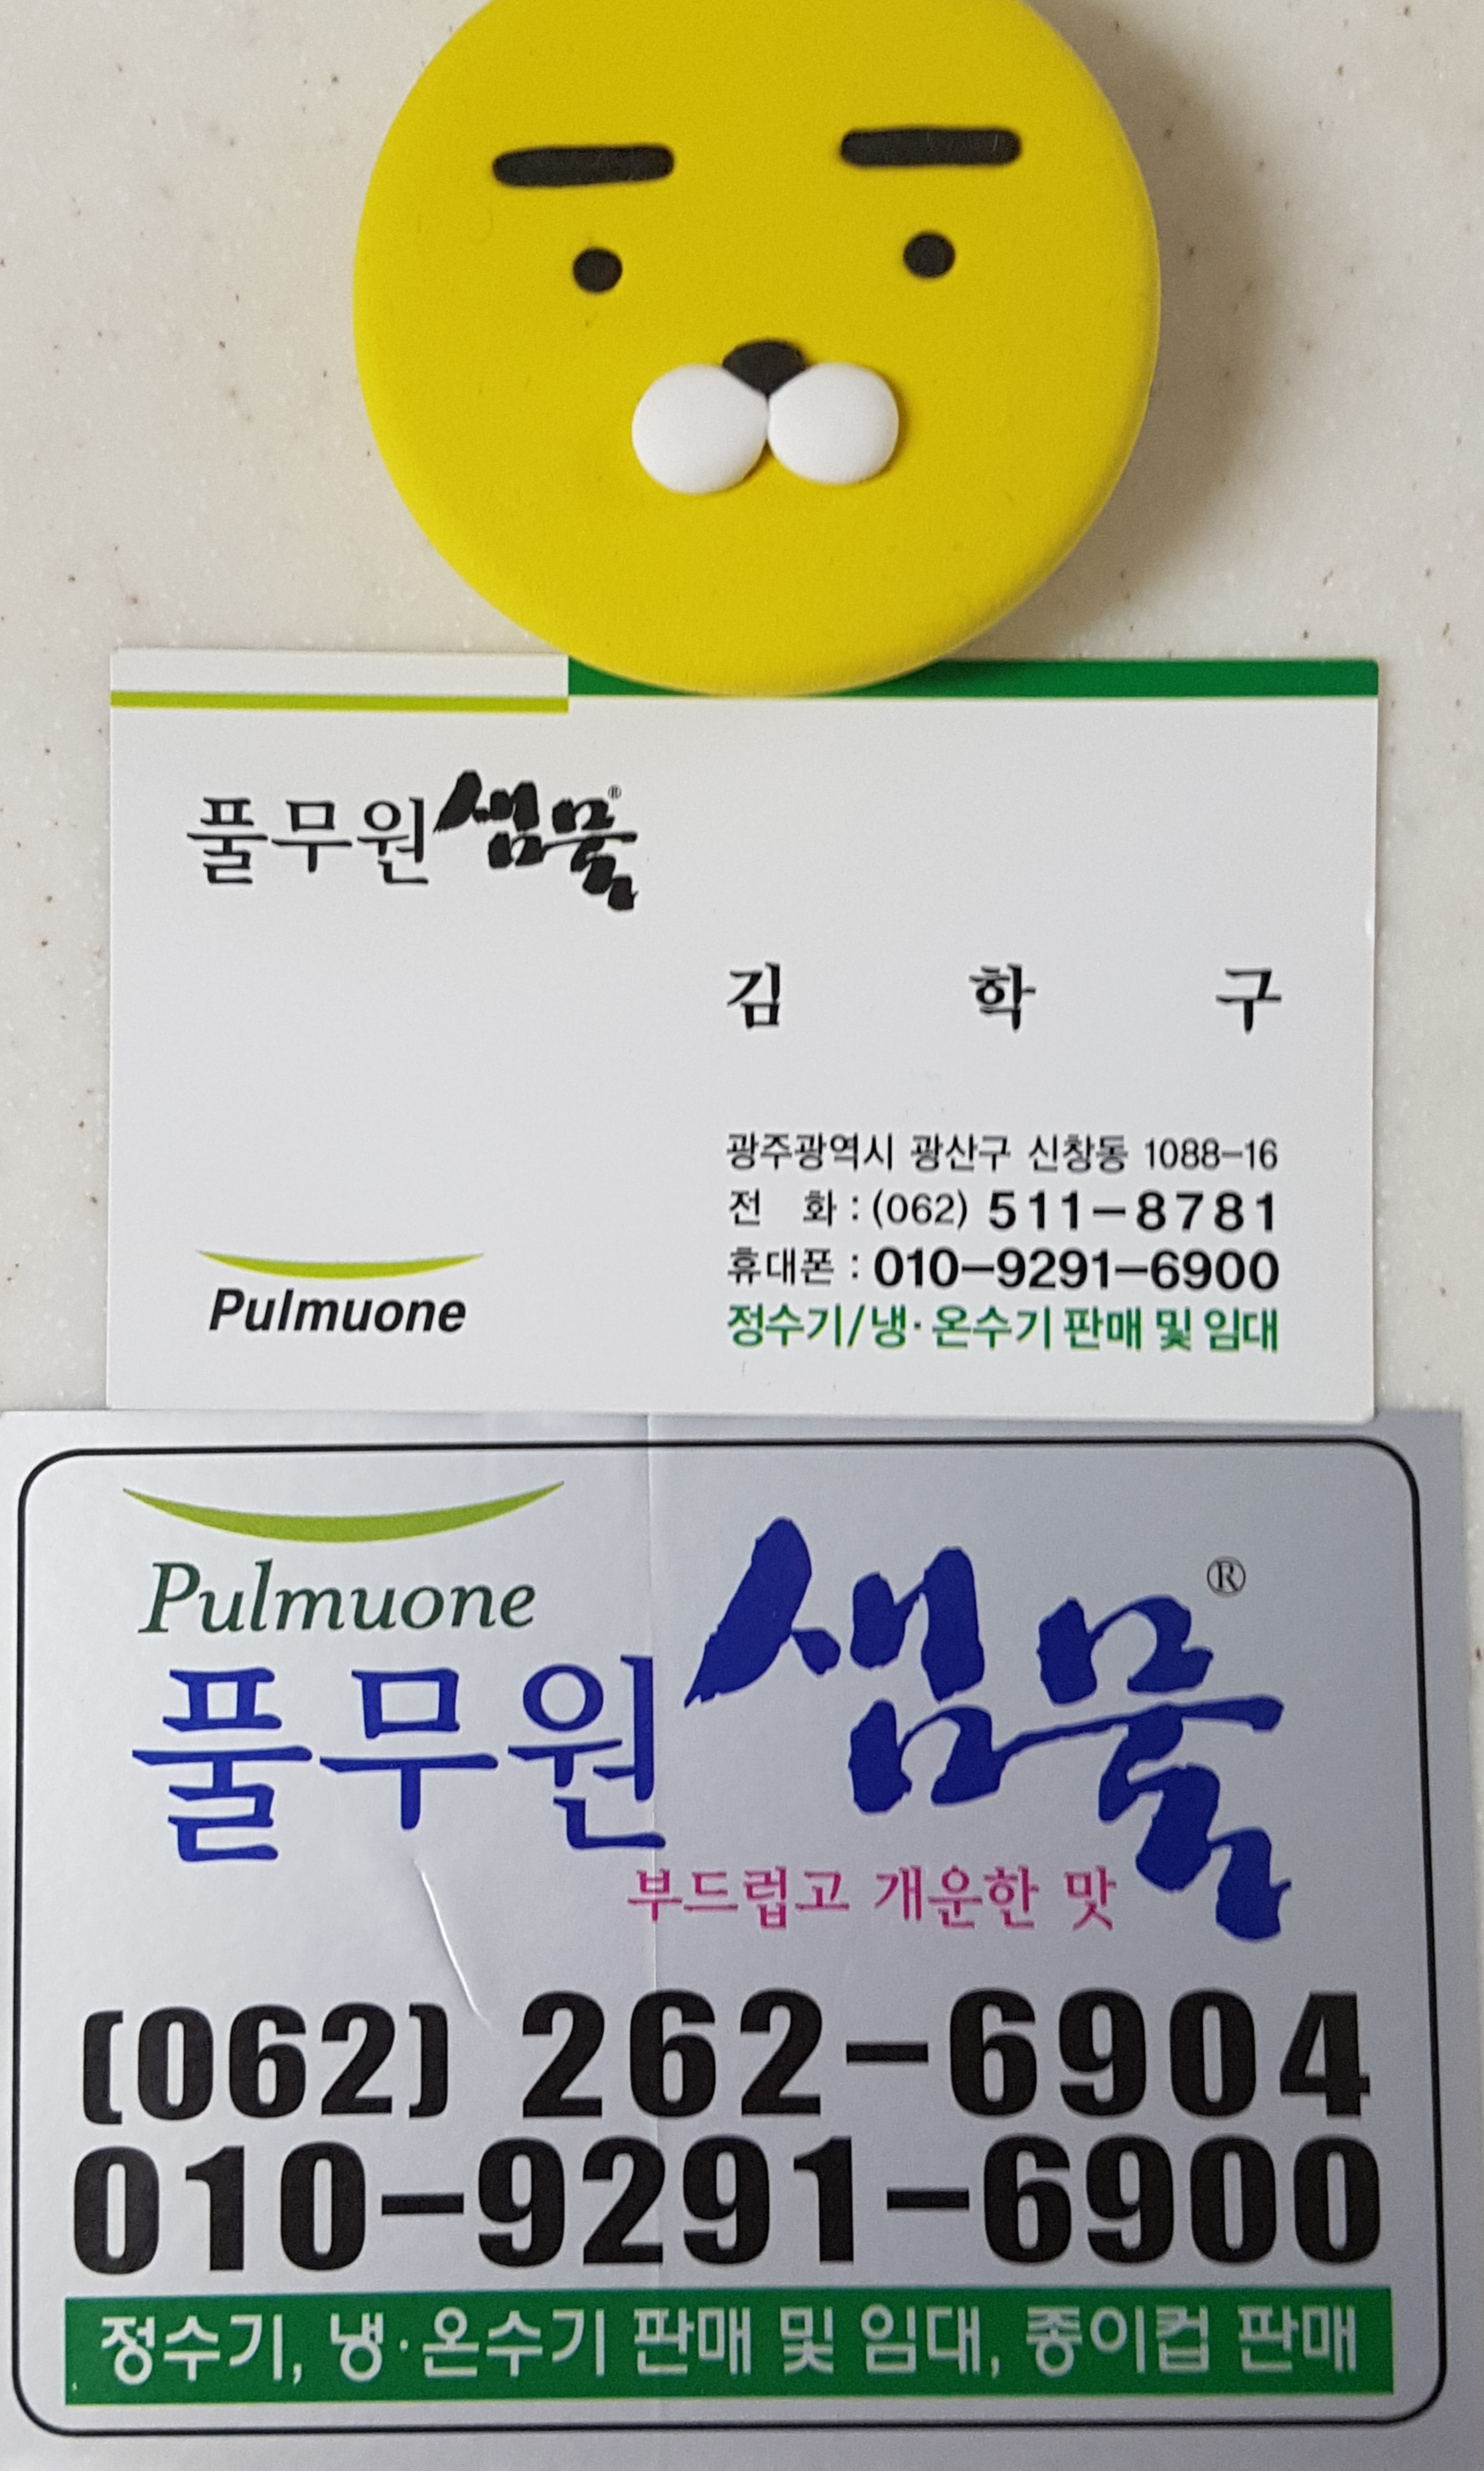 풀무원샘물®
김 학 구
광주광역시 광산구 신창동 1088-16
전 화 : (062) 511-8781
휴대폰 : 010-9291-6900
정수기/냉·온수기 판매 및 임대
Pulmuone
Pulmuone
풀무원샘물®
부드럽고 개운한 맛
(062) 262-6904
010-9291-6900
정수기, 냉·온수기 판매 및 임대, 종이컵 판매